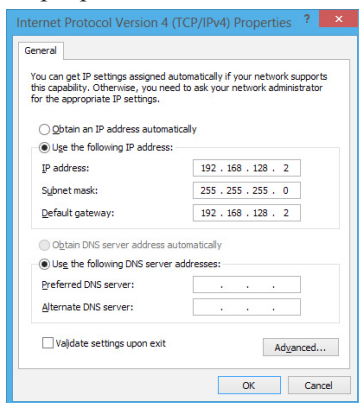 Internet Protocol Version 4 (TCP/IPv4) Properties ? ×
General
You can get IP settings assigned automatically if your network supports
this capability. Otherwise, you need to ask your network administrator
for the appropriate IP settings.
Obtain an IP address automatically
Use the following IP address:
IP address: 192 . 168 . 128 . 2
Subnet mask: 255 . 255 . 255 . 0
Default gateway: 192 . 168 . 128 . 2
Obtain DNS server address automatically
Use the following DNS server addresses:
Preferred DNS server: . . .
Alternate DNS server: . . .
Validate settings upon exit
Advanced...
OK Cancel